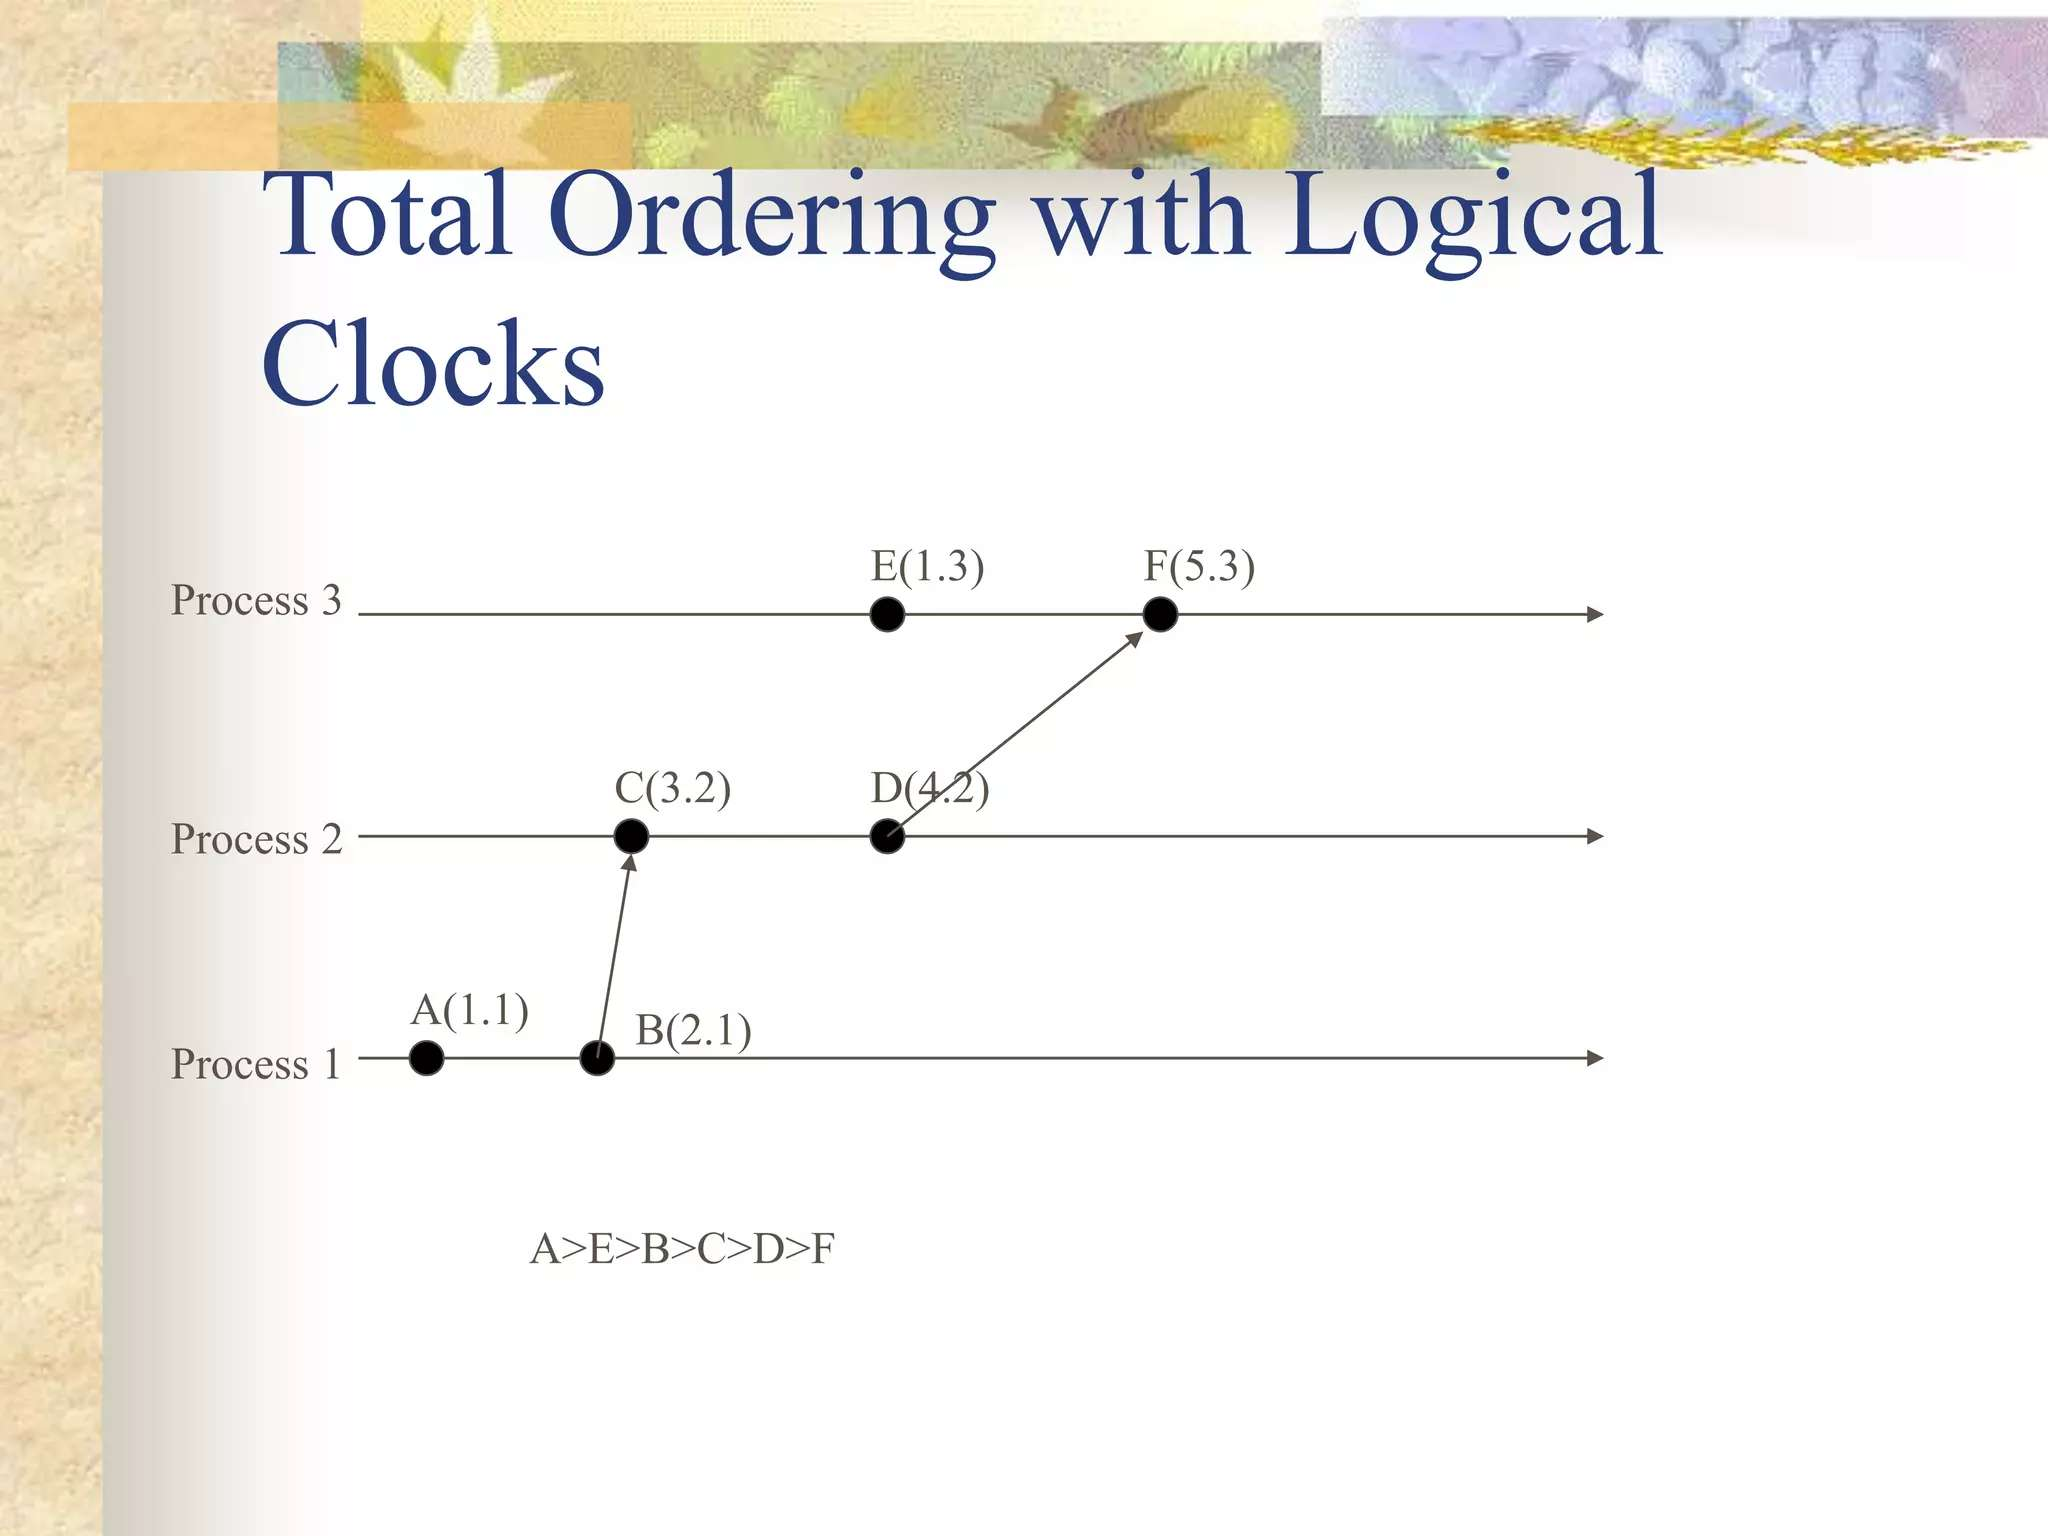 Total Ordering with Logical
Clocks
E(1.3) F(5.3)
Process 3
C(3.2) D(4.2)
Process 2
A(1.1) B(2.1)
Process 1
A>E>B>C>D>F